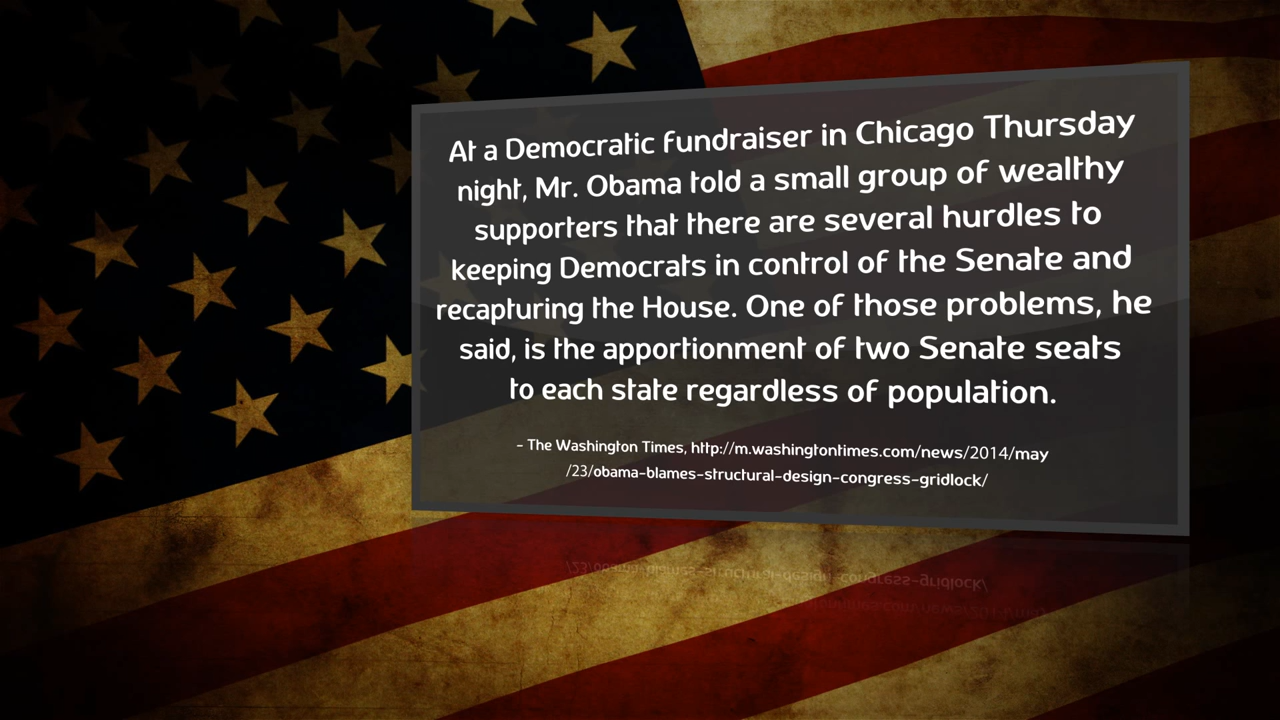 At a Democratic fundraiser in Chicago Thursday
night, Mr. Obama told a small group of wealthy
supporters that there are several hurdles to
keeping Democrats in control of the Senate and
recapturing the House. One of those problems, he
said, is the apportionment of two Senate seats
to each state regardless of population.
- The Washington Times, http://m.washingtontimes.com/news/2014/may
/23/obama-blames-structural-design-congress-gridlock/